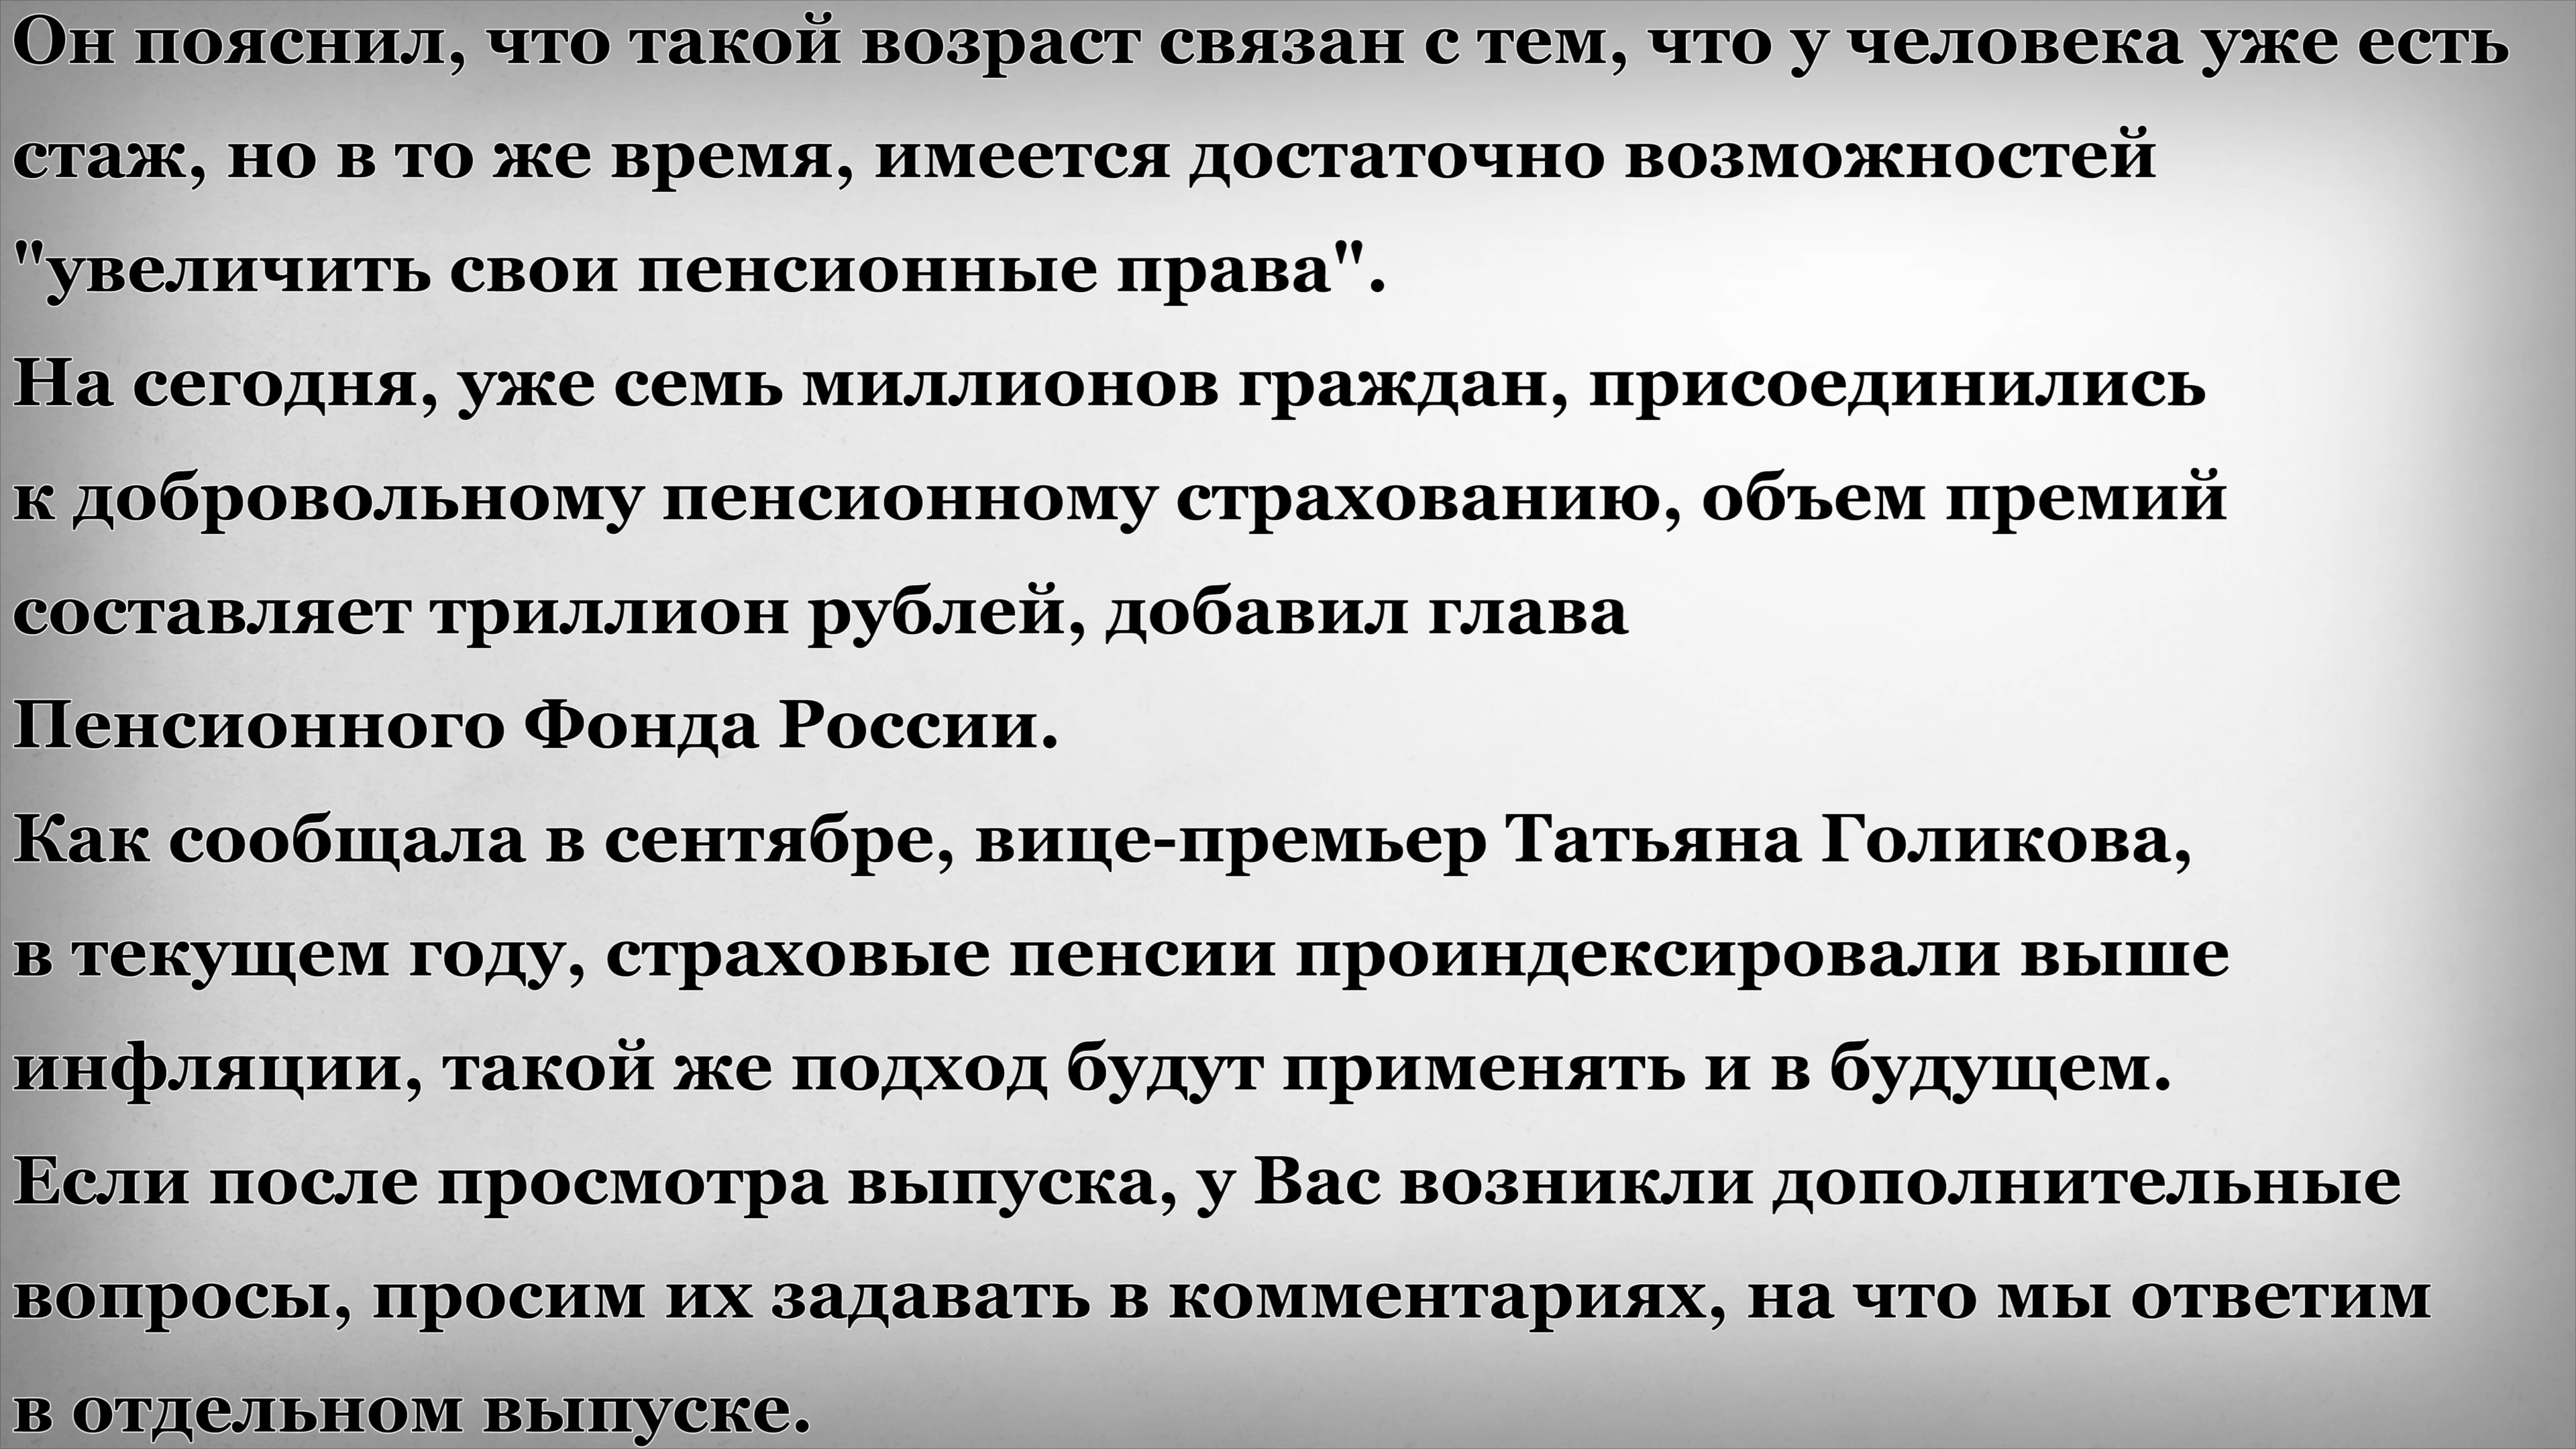 Он пояснил, что такой возраст связан с тем, что у человека уже есть
стаж, но в то же время, имеется достаточно возможностей
"увеличить свои пенсионные права".
На сегодня, уже семь миллионов граждан, присоединились
к добровольному пенсионному страхованию, объем премий
составляет триллион рублей, добавил глава
Пенсионного Фонда России.
Как сообщала в сентябре, вице-премьер Татьяна Голикова,
в текущем году, страховые пенсии проиндексировали выше
инфляции, такой же подход будут применять и в будущем.
Если после просмотра выпуска, у Вас возникли дополнительные
вопросы, просим их задавать в комментариях, на что мы ответим
в отдельном выпуске.